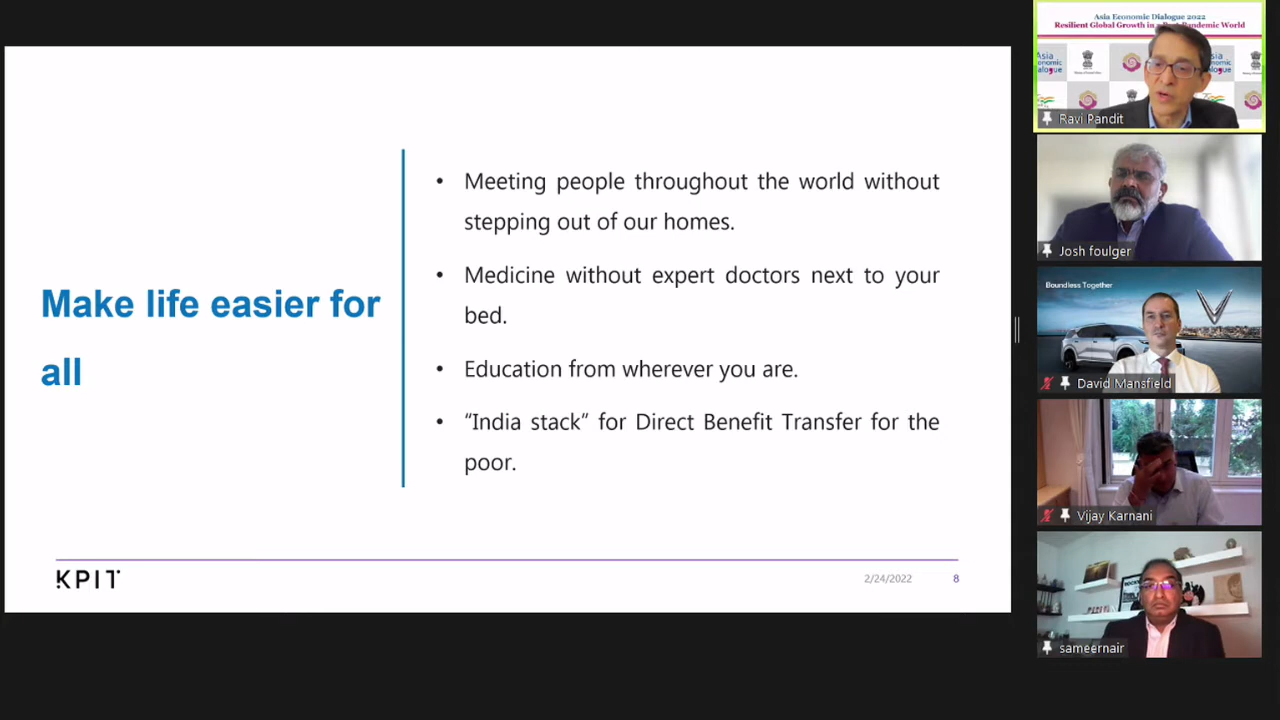 Make life easier for
all
• Meeting people throughout the world without
stepping out of our homes.
• Medicine without expert doctors next to your
bed.
• Education from wherever you are.
• “India stack” for Direct Benefit Transfer for the
poor.
KPIT
2/24/2022
8
Asia Economic Dialogue 2022
Resilient Global Growth in a Post Pandemic World
Ravi Pandit
Josh foulger
Boundless Together
David Mansfield
Vijay Karnani
sameernair